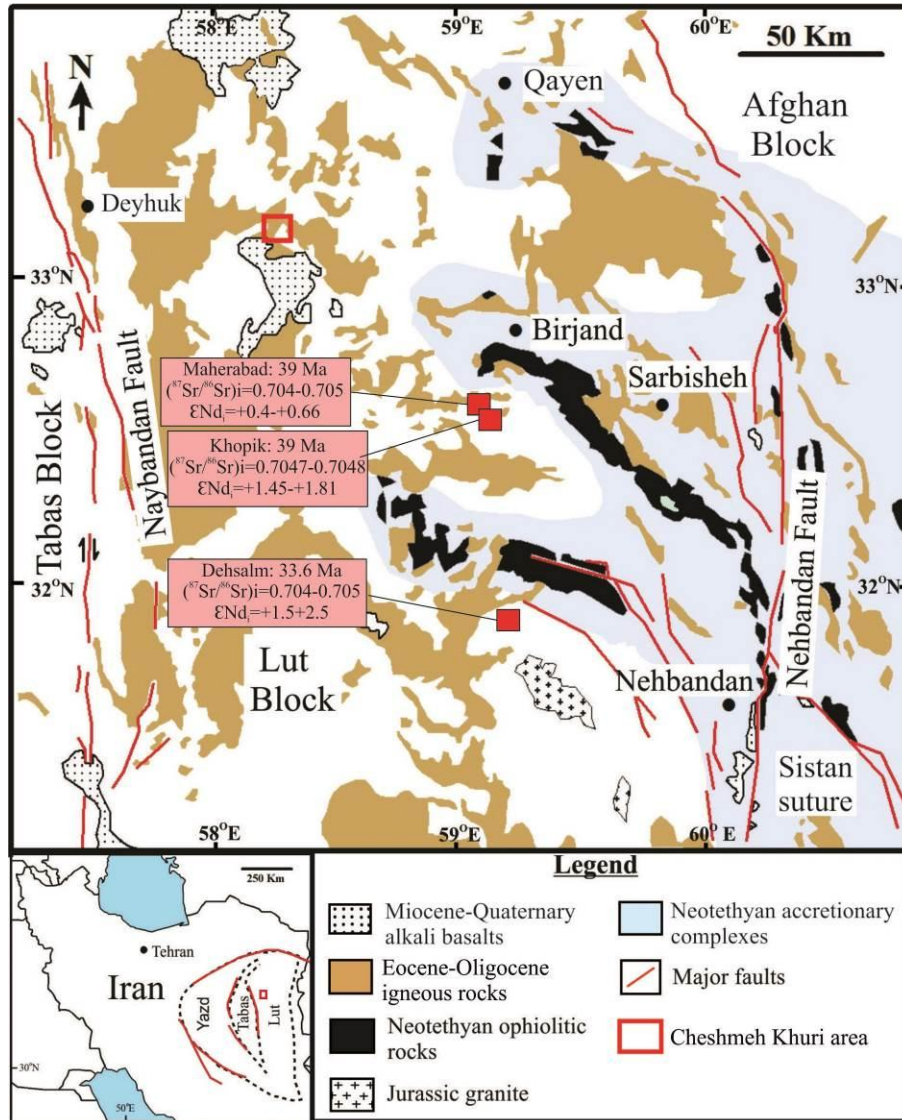 58°E
59°E
60°E
50 Km
N
Qayen
Afghan
Block
Deyhuk
33°N
33°N
Birjand
Sarbisheh
Maherabad: 39 Ma
(⁸⁷Sr/⁸⁶Sr)i=0.704-0.705
ƐNdᵢ=+0.4-+0.66
Khopik: 39 Ma
(⁸⁷Sr/⁸⁶Sr)i=0.7047-0.7048
ƐNdᵢ=+1.45-+1.81
Dehsalm: 33.6 Ma
(⁸⁷Sr/⁸⁶Sr)i=0.704-0.705
ƐNdᵢ=+1.5+2.5
Tabas Block
Naybandan Fault
Nehbandan Fault
32°N
32°N
Lut
Block
Nehbandan
Sistan
suture
58°E
59°E
60°E
250 Km
Tehran
Iran
Yazd
Tabas
Lut
30°N
50°E
Legend
Miocene-Quaternary
alkali basalts
Eocene-Oligocene
igneous rocks
Neotethyan ophiolitic
rocks
Jurassic granite
Neotethyan accretionary
complexes
Major faults
Cheshmeh Khuri area